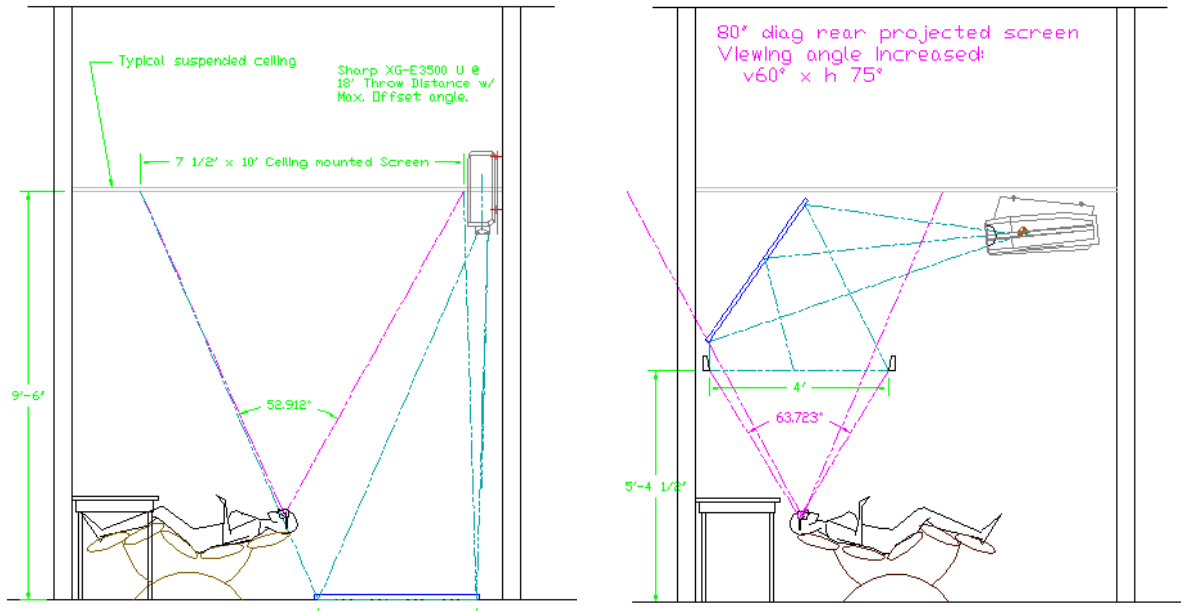 Typical suspended ceiling
Sharp XG-E3500 U @
18' Throw Distance w/
Max. Offset angle.
7 1/2' x 10' Ceiling mounted Screen
52.912°
9'-6"
80" diag rear projected screen
Viewing angle increased:
v60° x h 75°
4'
63.723°
5'-4 1/2"